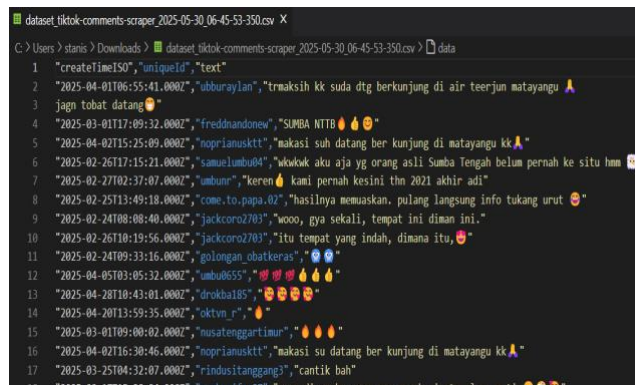 dataset_tiktok-comments-scraper_2025-05-30_06-45-53-350.csv X
C: > Users > stanis > Downloads > dataset_tiktok-comments-scraper_2025-05-30_06-45-53-350.csv > data
1 "createTimeISO","uniqueId","text"
2 "2025-04-01T06:55:41.000Z","ubburaylan","trmaksih kk suda dtg berkunjung di air teerjun matayangu 🙏
3 jagn tobat datang😁"
4 "2025-03-01T17:09:32.000Z","freddnandonew","SUMBA NTTB🔥👍😊"
5 "2025-04-02T15:25:09.000Z","noprianusktt","makasi suh datang ber kunjung di matayangu kk🙏"
6 "2025-02-26T17:15:21.000Z","samuelumbu04","wkwkwk aku aja yg orang asli Sumba Tengah belum pernah ke situ hmm
7 "2025-02-27T02:37:07.000Z","umbunr","keren👍 kami pernah kesini thn 2021 akhir adi"
8 "2025-02-25T13:49:18.000Z","come.to.papa.02","hasilnya memuaskan. pulang langsung info tukang urut 🤩"
9 "2025-02-24T08:08:40.000Z","jackcoro2703","wooo, gya sekali, tempat ini diman ini."
10 "2025-02-26T10:19:56.000Z","jackcoro2703","itu tempat yang indah, dimana itu,😍"
11 "2025-02-24T09:33:16.000Z","golongan_obatkeras","
12 "2025-04-05T03:05:32.000Z","umbu0655","💯💯💯👍👍👍"
13 "2025-04-28T10:43:01.000Z","drokba185","🥰🥰🥰🥰"
14 "2025-04-20T13:59:35.000Z","oktvn_r","🔥"
15 "2025-03-01T09:00:02.000Z","nusatenggartimur","🔥🔥🔥"
16 "2025-04-02T16:30:46.000Z","noprianusktt","makasi su datang ber kunjung di matayangu kk🙏"
17 "2025-03-25T04:32:07.000Z","rindusitanggang3","cantik bah"